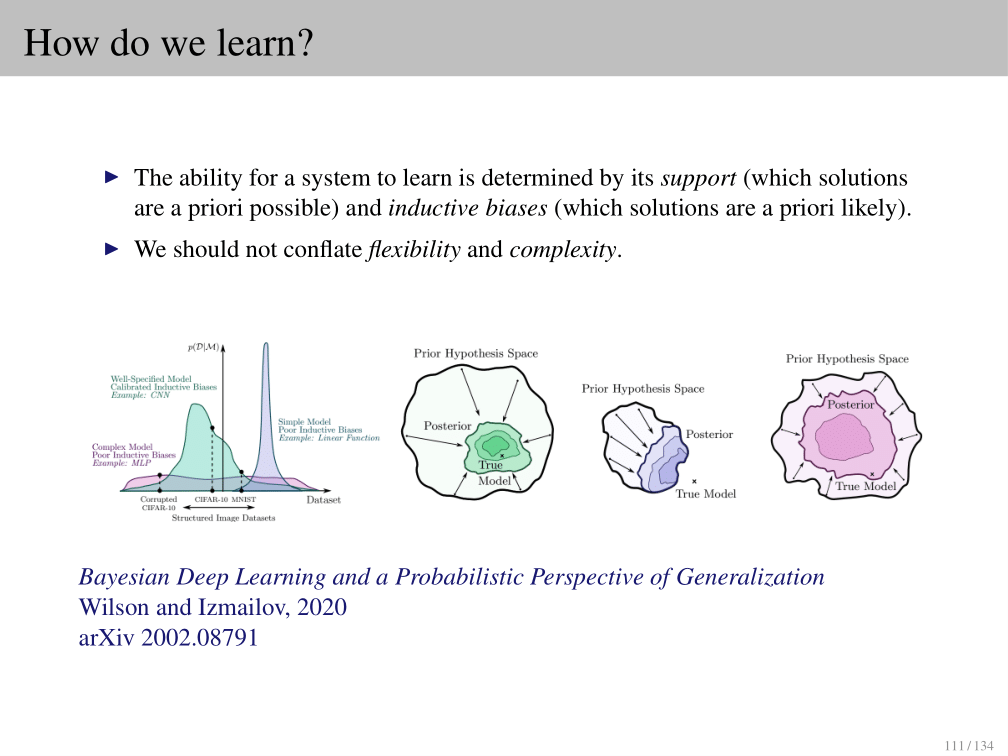 How do we learn?
▶ The ability for a system to learn is determined by its support (which solutions
are a priori possible) and inductive biases (which solutions are a priori likely).
▶ We should not conflate flexibility and complexity.
p(D|M)
Well-Specified Model
Calibrated Inductive Biases
Example: CNN
Simple Model
Poor Inductive Biases
Example: Linear Function
Complex Model
Poor Inductive Biases
Example: MLP
Corrupted
CIFAR-10
CIFAR-10
MNIST
Dataset
Structured Image Datasets
Prior Hypothesis Space
Posterior
True
Model
Prior Hypothesis Space
Posterior
True Model
Prior Hypothesis Space
Posterior
True Model
Bayesian Deep Learning and a Probabilistic Perspective of Generalization
Wilson and Izmailov, 2020
arXiv 2002.08791
111 / 134